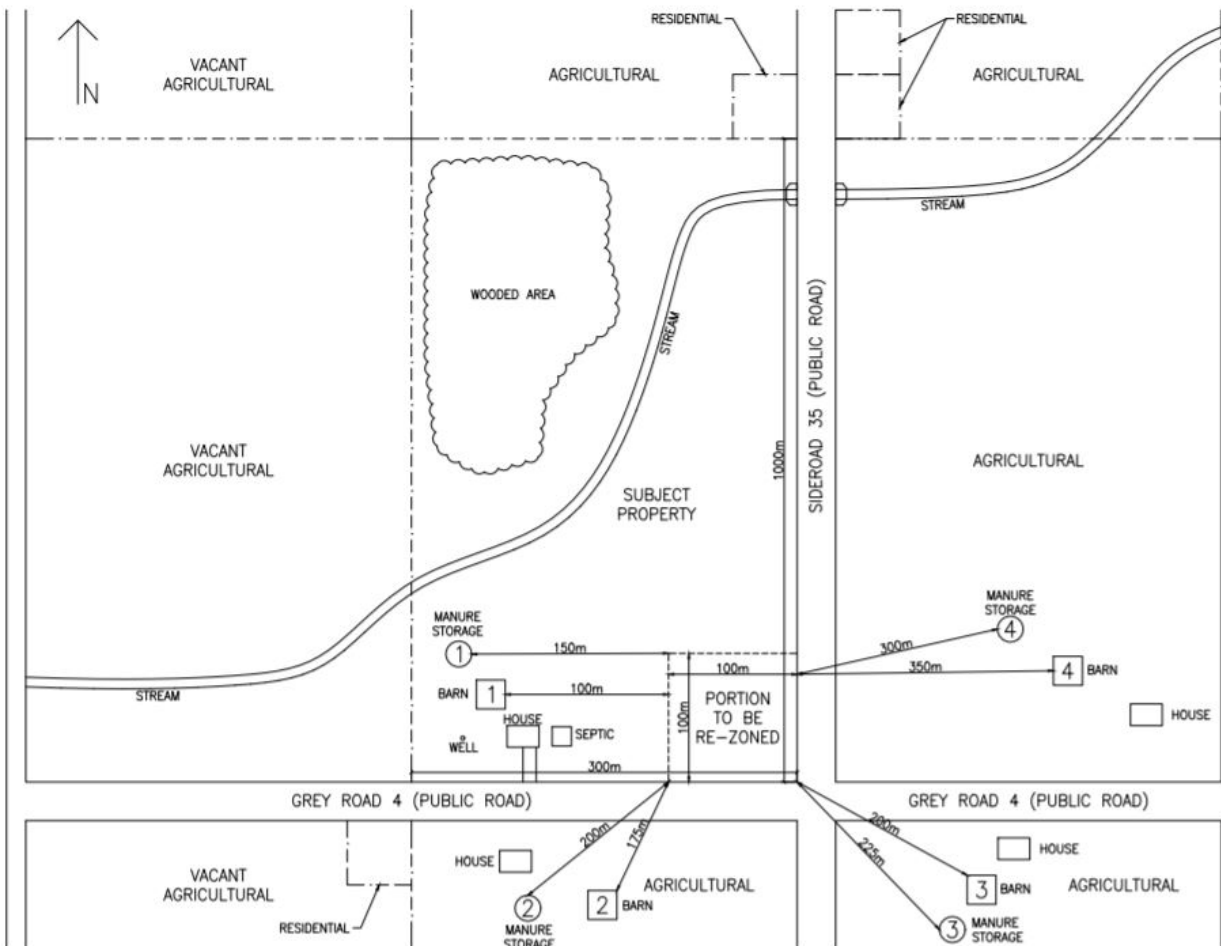 RESIDENTIAL
RESIDENTIAL
N
VACANT
AGRICULTURAL
AGRICULTURAL
AGRICULTURAL
STREAM
WOODED AREA
STREAM
SIDEROAD 35 (PUBLIC ROAD)
1000m
VACANT
AGRICULTURAL
SUBJECT
PROPERTY
AGRICULTURAL
MANURE
STORAGE
1
150m
MANURE
STORAGE
4
300m
STREAM
BARN
1
100m
100m
350m
4
BARN
PORTION
TO BE
RE-ZONED
100m
HOUSE
SEPTIC
WELL
HOUSE
300m
GREY ROAD 4 (PUBLIC ROAD)
GREY ROAD 4 (PUBLIC ROAD)
200m
175m
200m
225m
VACANT
AGRICULTURAL
HOUSE
2
MANURE
STORAGE
2
BARN
AGRICULTURAL
HOUSE
3
BARN
AGRICULTURAL
RESIDENTIAL
3
MANURE
STORAGE